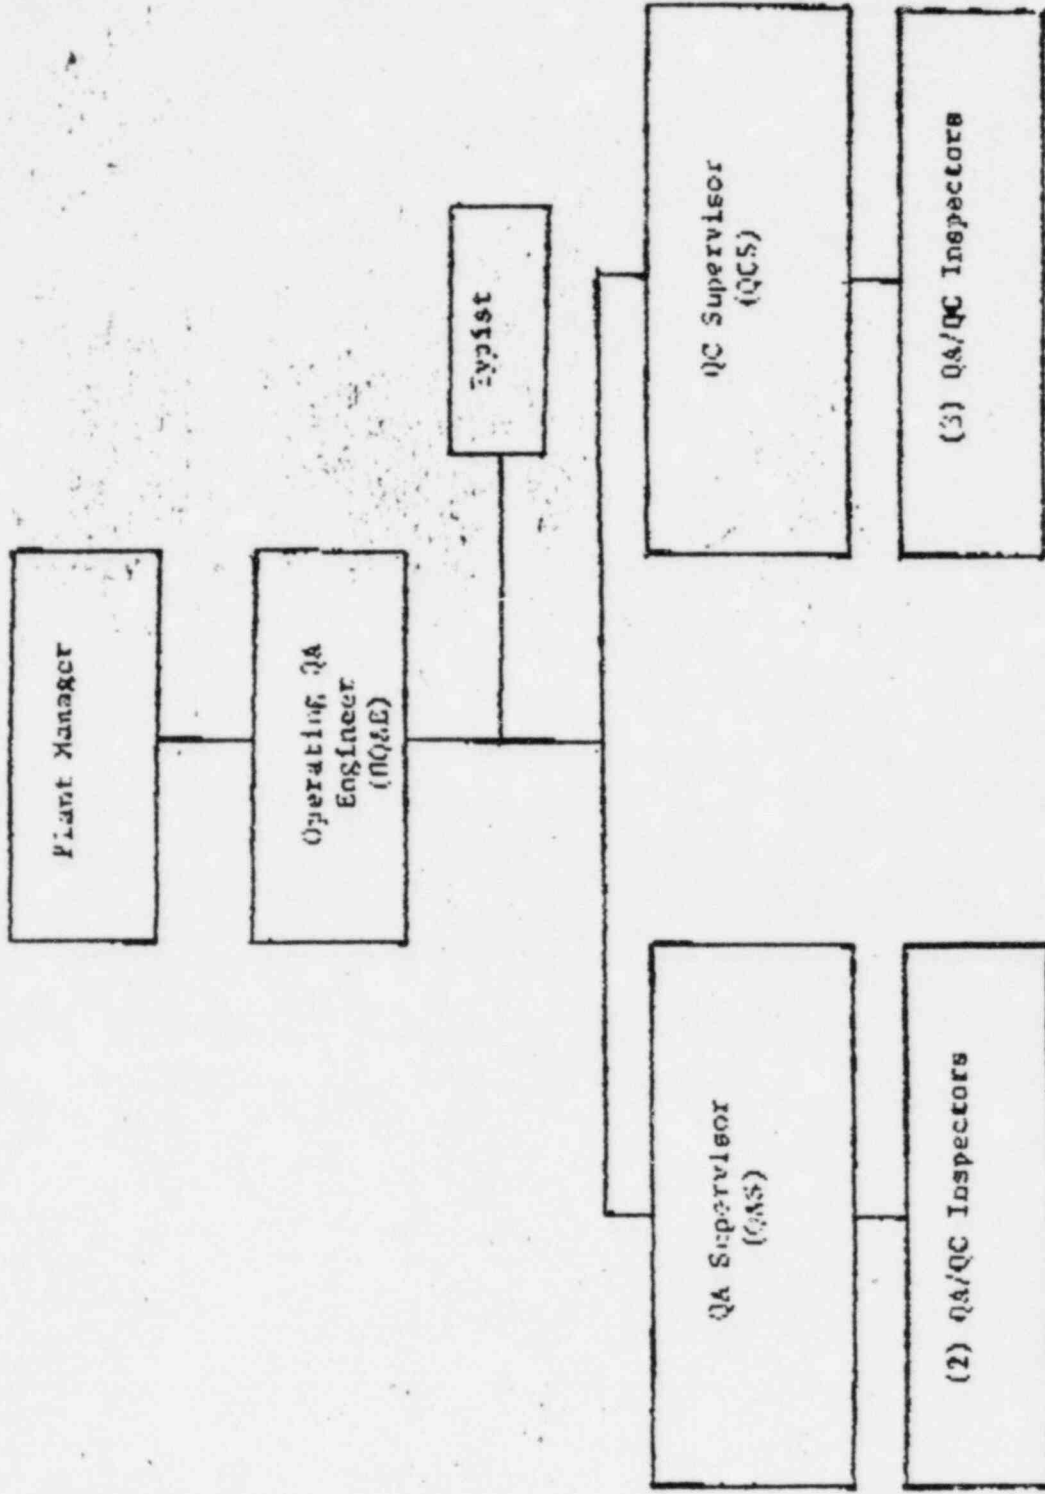 Plant Manager
Operating QA
Engineer
(OQAE)
Typist
QA Supervisor
(QAS)
QC Supervisor
(QCS)
(2) QA/QC Inspectors
(3) QA/QC Inspectors